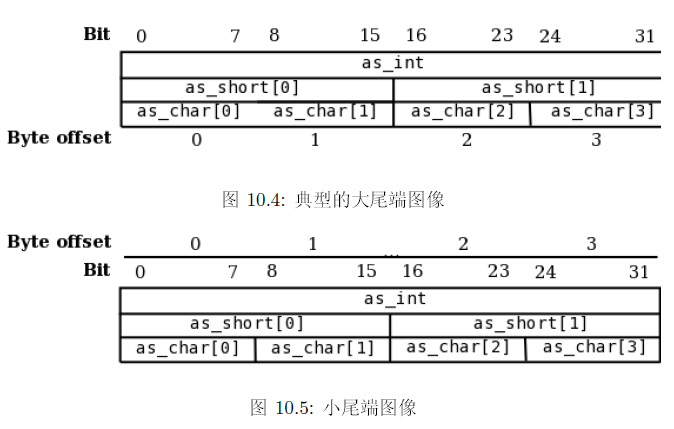 Bit 0 7 8 15 16 23 24 31
as_int
as_short[0] as_short[1]
as_char[0] as_char[1] as_char[2] as_char[3]
Byte offset 0 1 2 3
图 10.4: 典型的大尾端图像
Byte offset 0 1 ... 2 3
Bit 0 7 8 15 16 23 24 31
as_int
as_short[0] as_short[1]
as_char[0] as_char[1] as_char[2] as_char[3]
图 10.5: 小尾端图像